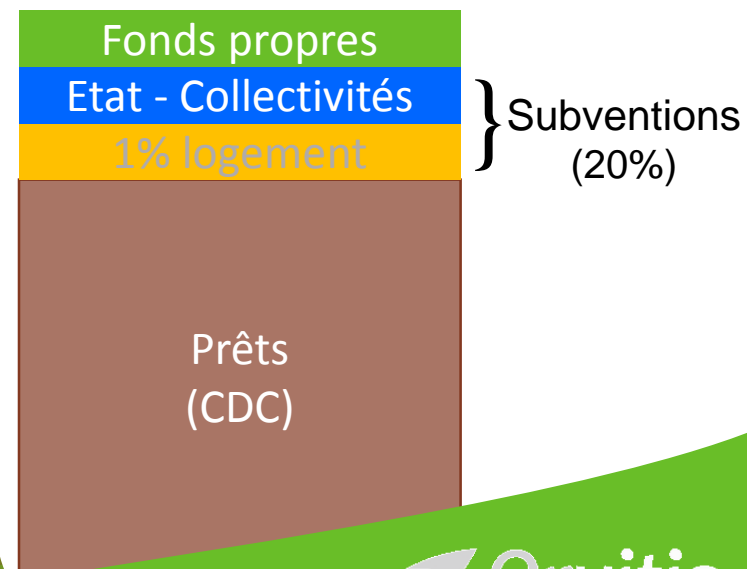 Fonds propres
Etat - Collectivités
1% logement
Subventions
(20%)
Prêts
(CDC)